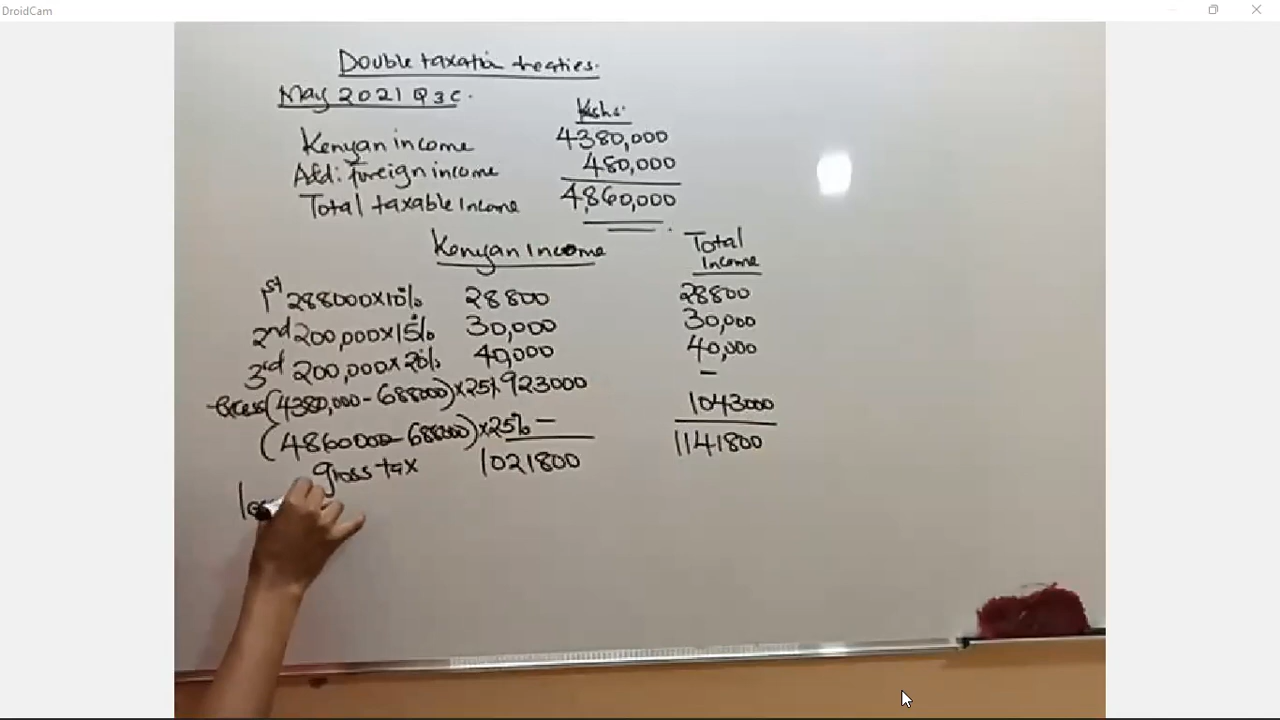 DroidCam
Double taxation treaties.
May 2021 Q3C.
Kshs.
Kenyan income 4380,000
Add: foreign income 480,000
Total taxable Income 4,860,000
Kenyan Income Total Income
1st 288000x10% 28800 28800
2nd 200,000x15% 30,000 30,000
3rd 200,000x20% 40,000 40,000
Excess (4380,000-688000)x25% 923000 -
(4860000-688000)x25% - 1043000
gross tax 1021800 1141800